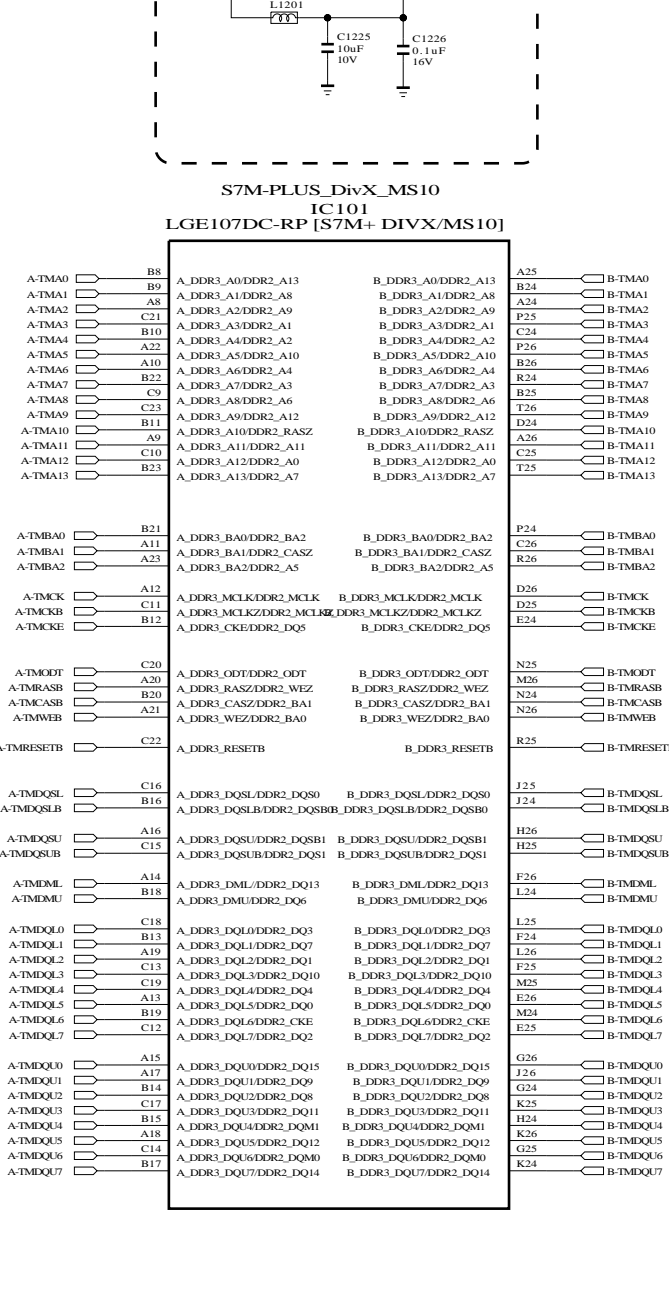 L1201
C1225
10uF
10V
C1226
0.1uF
16V
S7M-PLUS_DivX_MS10
IC101
LGE107DC-RP [S7M+ DIVX/MS10]
A-TMA0 B8 A_DDR3_A0/DDR2_A13 B_DDR3_A0/DDR2_A13 A25 B-TMA0
A-TMA1 B9 A_DDR3_A1/DDR2_A8 B_DDR3_A1/DDR2_A8 B24 B-TMA1
A-TMA2 A8 A_DDR3_A2/DDR2_A9 B_DDR3_A2/DDR2_A9 A24 B-TMA2
A-TMA3 C21 A_DDR3_A3/DDR2_A1 B_DDR3_A3/DDR2_A1 P25 B-TMA3
A-TMA4 B10 A_DDR3_A4/DDR2_A2 B_DDR3_A4/DDR2_A2 C24 B-TMA4
A-TMA5 A22 A_DDR3_A5/DDR2_A10 B_DDR3_A5/DDR2_A10 P26 B-TMA5
A-TMA6 A10 A_DDR3_A6/DDR2_A4 B_DDR3_A6/DDR2_A4 B26 B-TMA6
A-TMA7 B22 A_DDR3_A7/DDR2_A3 B_DDR3_A7/DDR2_A3 R24 B-TMA7
A-TMA8 C9 A_DDR3_A8/DDR2_A6 B_DDR3_A8/DDR2_A6 B25 B-TMA8
A-TMA9 C23 A_DDR3_A9/DDR2_A12 B_DDR3_A9/DDR2_A12 T26 B-TMA9
A-TMA10 B11 A_DDR3_A10/DDR2_RASZ B_DDR3_A10/DDR2_RASZ D24 B-TMA10
A-TMA11 A9 A_DDR3_A11/DDR2_A11 B_DDR3_A11/DDR2_A11 A26 B-TMA11
A-TMA12 C10 A_DDR3_A12/DDR2_A0 B_DDR3_A12/DDR2_A0 C25 B-TMA12
A-TMA13 B23 A_DDR3_A13/DDR2_A7 B_DDR3_A13/DDR2_A7 T25 B-TMA13
A-TMBA0 B21 A_DDR3_BA0/DDR2_BA2 B_DDR3_BA0/DDR2_BA2 P24 B-TMBA0
A-TMBA1 A11 A_DDR3_BA1/DDR2_CASZ B_DDR3_BA1/DDR2_CASZ C26 B-TMBA1
A-TMBA2 A23 A_DDR3_BA2/DDR2_A5 B_DDR3_BA2/DDR2_A5 R26 B-TMBA2
A-TMCK A12 A_DDR3_MCLK/DDR2_MCLK B_DDR3_MCLK/DDR2_MCLK D26 B-TMCK
A-TMCKB C11 A_DDR3_MCLKZ/DDR2_MCLKZ B_DDR3_MCLKZ/DDR2_MCLKZ D25 B-TMCKB
A-TMCKE B12 A_DDR3_CKE/DDR2_DQ5 B_DDR3_CKE/DDR2_DQ5 E24 B-TMCKE
A-TMODT C20 A_DDR3_ODT/DDR2_ODT B_DDR3_ODT/DDR2_ODT N25 B-TMODT
A-TMRASB A20 A_DDR3_RASZ/DDR2_WEZ B_DDR3_RASZ/DDR2_WEZ M26 B-TMRASB
A-TMCASB B20 A_DDR3_CASZ/DDR2_BA1 B_DDR3_CASZ/DDR2_BA1 N24 B-TMCASB
A-TMWEB A21 A_DDR3_WEZ/DDR2_BA0 B_DDR3_WEZ/DDR2_BA0 N26 B-TMWEB
A-TMRESETB C22 A_DDR3_RESETB B_DDR3_RESETB R25 B-TMRESET
A-TMDQSL C16 A_DDR3_DQSL/DDR2_DQS0 B_DDR3_DQSL/DDR2_DQS0 J25 B-TMDQSL
A-TMDQSLB B16 A_DDR3_DQSLB/DDR2_DQSB0 B_DDR3_DQSLB/DDR2_DQSB0 J24 B-TMDQSLB
A-TMDQSU A16 A_DDR3_DQSU/DDR2_DQSB1 B_DDR3_DQSU/DDR2_DQSB1 H26 B-TMDQSU
A-TMDQSUB C15 A_DDR3_DQSUB/DDR2_DQS1 B_DDR3_DQSUB/DDR2_DQS1 H25 B-TMDQSUB
A-TMDML A14 A_DDR3_DML//DDR2_DQ13 B_DDR3_DML/DDR2_DQ13 F26 B-TMDML
A-TMDMU B18 A_DDR3_DMU/DDR2_DQ6 B_DDR3_DMU/DDR2_DQ6 L24 B-TMDMU
A-TMDQL0 C18 A_DDR3_DQL0/DDR2_DQ3 B_DDR3_DQL0/DDR2_DQ3 L25 B-TMDQL0
A-TMDQL1 B13 A_DDR3_DQL1/DDR2_DQ7 B_DDR3_DQL1/DDR2_DQ7 F24 B-TMDQL1
A-TMDQL2 A19 A_DDR3_DQL2/DDR2_DQ1 B_DDR3_DQL2/DDR2_DQ1 L26 B-TMDQL2
A-TMDQL3 C13 A_DDR3_DQL3/DDR2_DQ10 B_DDR3_DQL3/DDR2_DQ10 F25 B-TMDQL3
A-TMDQL4 C19 A_DDR3_DQL4/DDR2_DQ4 B_DDR3_DQL4/DDR2_DQ4 M25 B-TMDQL4
A-TMDQL5 A13 A_DDR3_DQL5/DDR2_DQ0 B_DDR3_DQL5/DDR2_DQ0 E26 B-TMDQL5
A-TMDQL6 B19 A_DDR3_DQL6/DDR2_CKE B_DDR3_DQL6/DDR2_CKE M24 B-TMDQL6
A-TMDQL7 C12 A_DDR3_DQL7/DDR2_DQ2 B_DDR3_DQL7/DDR2_DQ2 E25 B-TMDQL7
A-TMDQU0 A15 A_DDR3_DQU0/DDR2_DQ15 B_DDR3_DQU0/DDR2_DQ15 G26 B-TMDQU0
A-TMDQU1 A17 A_DDR3_DQU1/DDR2_DQ9 B_DDR3_DQU1/DDR2_DQ9 J26 B-TMDQU1
A-TMDQU2 B14 A_DDR3_DQU2/DDR2_DQ8 B_DDR3_DQU2/DDR2_DQ8 G24 B-TMDQU2
A-TMDQU3 C17 A_DDR3_DQU3/DDR2_DQ11 B_DDR3_DQU3/DDR2_DQ11 K25 B-TMDQU3
A-TMDQU4 B15 A_DDR3_DQU4/DDR2_DQM1 B_DDR3_DQU4/DDR2_DQM1 H24 B-TMDQU4
A-TMDQU5 A18 A_DDR3_DQU5/DDR2_DQ12 B_DDR3_DQU5/DDR2_DQ12 K26 B-TMDQU5
A-TMDQU6 C14 A_DDR3_DQU6/DDR2_DQM0 B_DDR3_DQU6/DDR2_DQM0 G25 B-TMDQU6
A-TMDQU7 B17 A_DDR3_DQU7/DDR2_DQ14 B_DDR3_DQU7/DDR2_DQ14 K24 B-TMDQU7